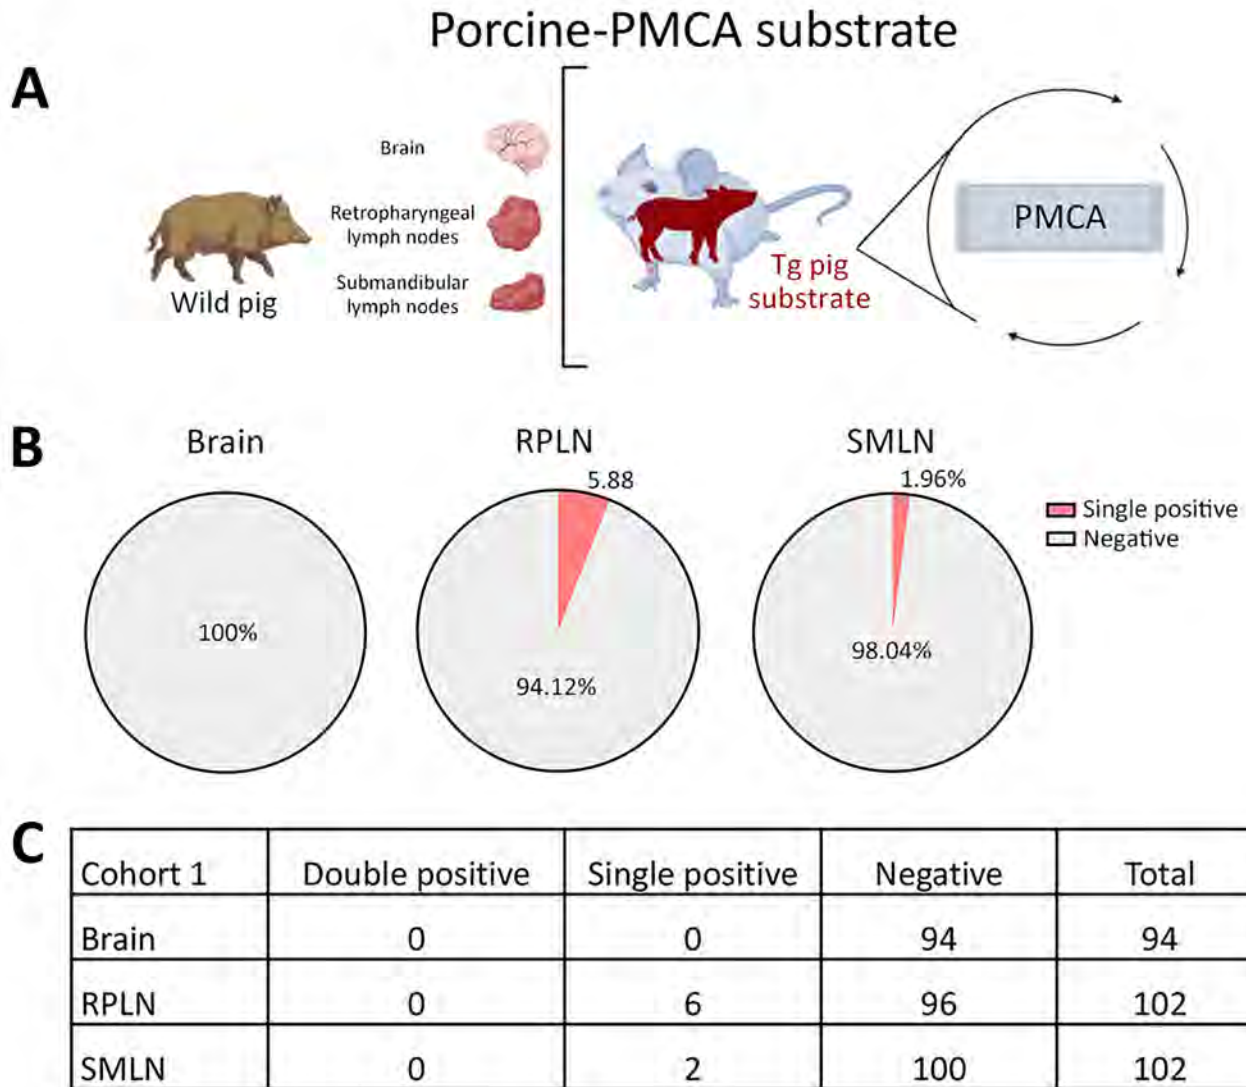 Porcine-PMCA substrate
A
Brain
Retropharyngeal
lymph nodes
Submandibular
lymph nodes
Wild pig
Tg pig
substrate
PMCA
B
Brain
RPLN
SMLN
5.88
1.96%
100%
94.12%
98.04%
Single positive
Negative
C
Cohort 1 Double positive Single positive Negative Total
Brain 0 0 94 94
RPLN 0 6 96 102
SMLN 0 2 100 102